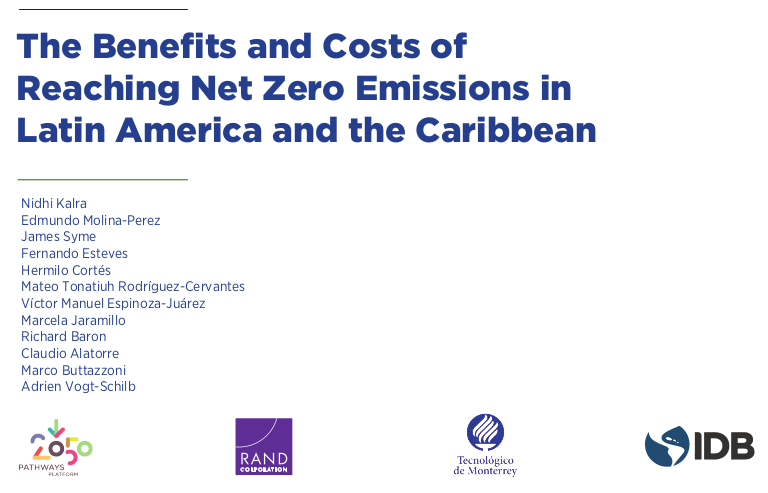 The Benefits and Costs of
Reaching Net Zero Emissions in
Latin America and the Caribbean
Nidhi Kalra
Edmundo Molina-Perez
James Syme
Fernando Esteves
Hermilo Cortés
Mateo Tonatiuh Rodríguez-Cervantes
Víctor Manuel Espinoza-Juárez
Marcela Jaramillo
Richard Baron
Claudio Alatorre
Marco Buttazzoni
Adrien Vogt-Schilb
2050
PATHWAYS
PLATFORM
RAND
CORPORATION
Tecnológico
de Monterrey
IDB